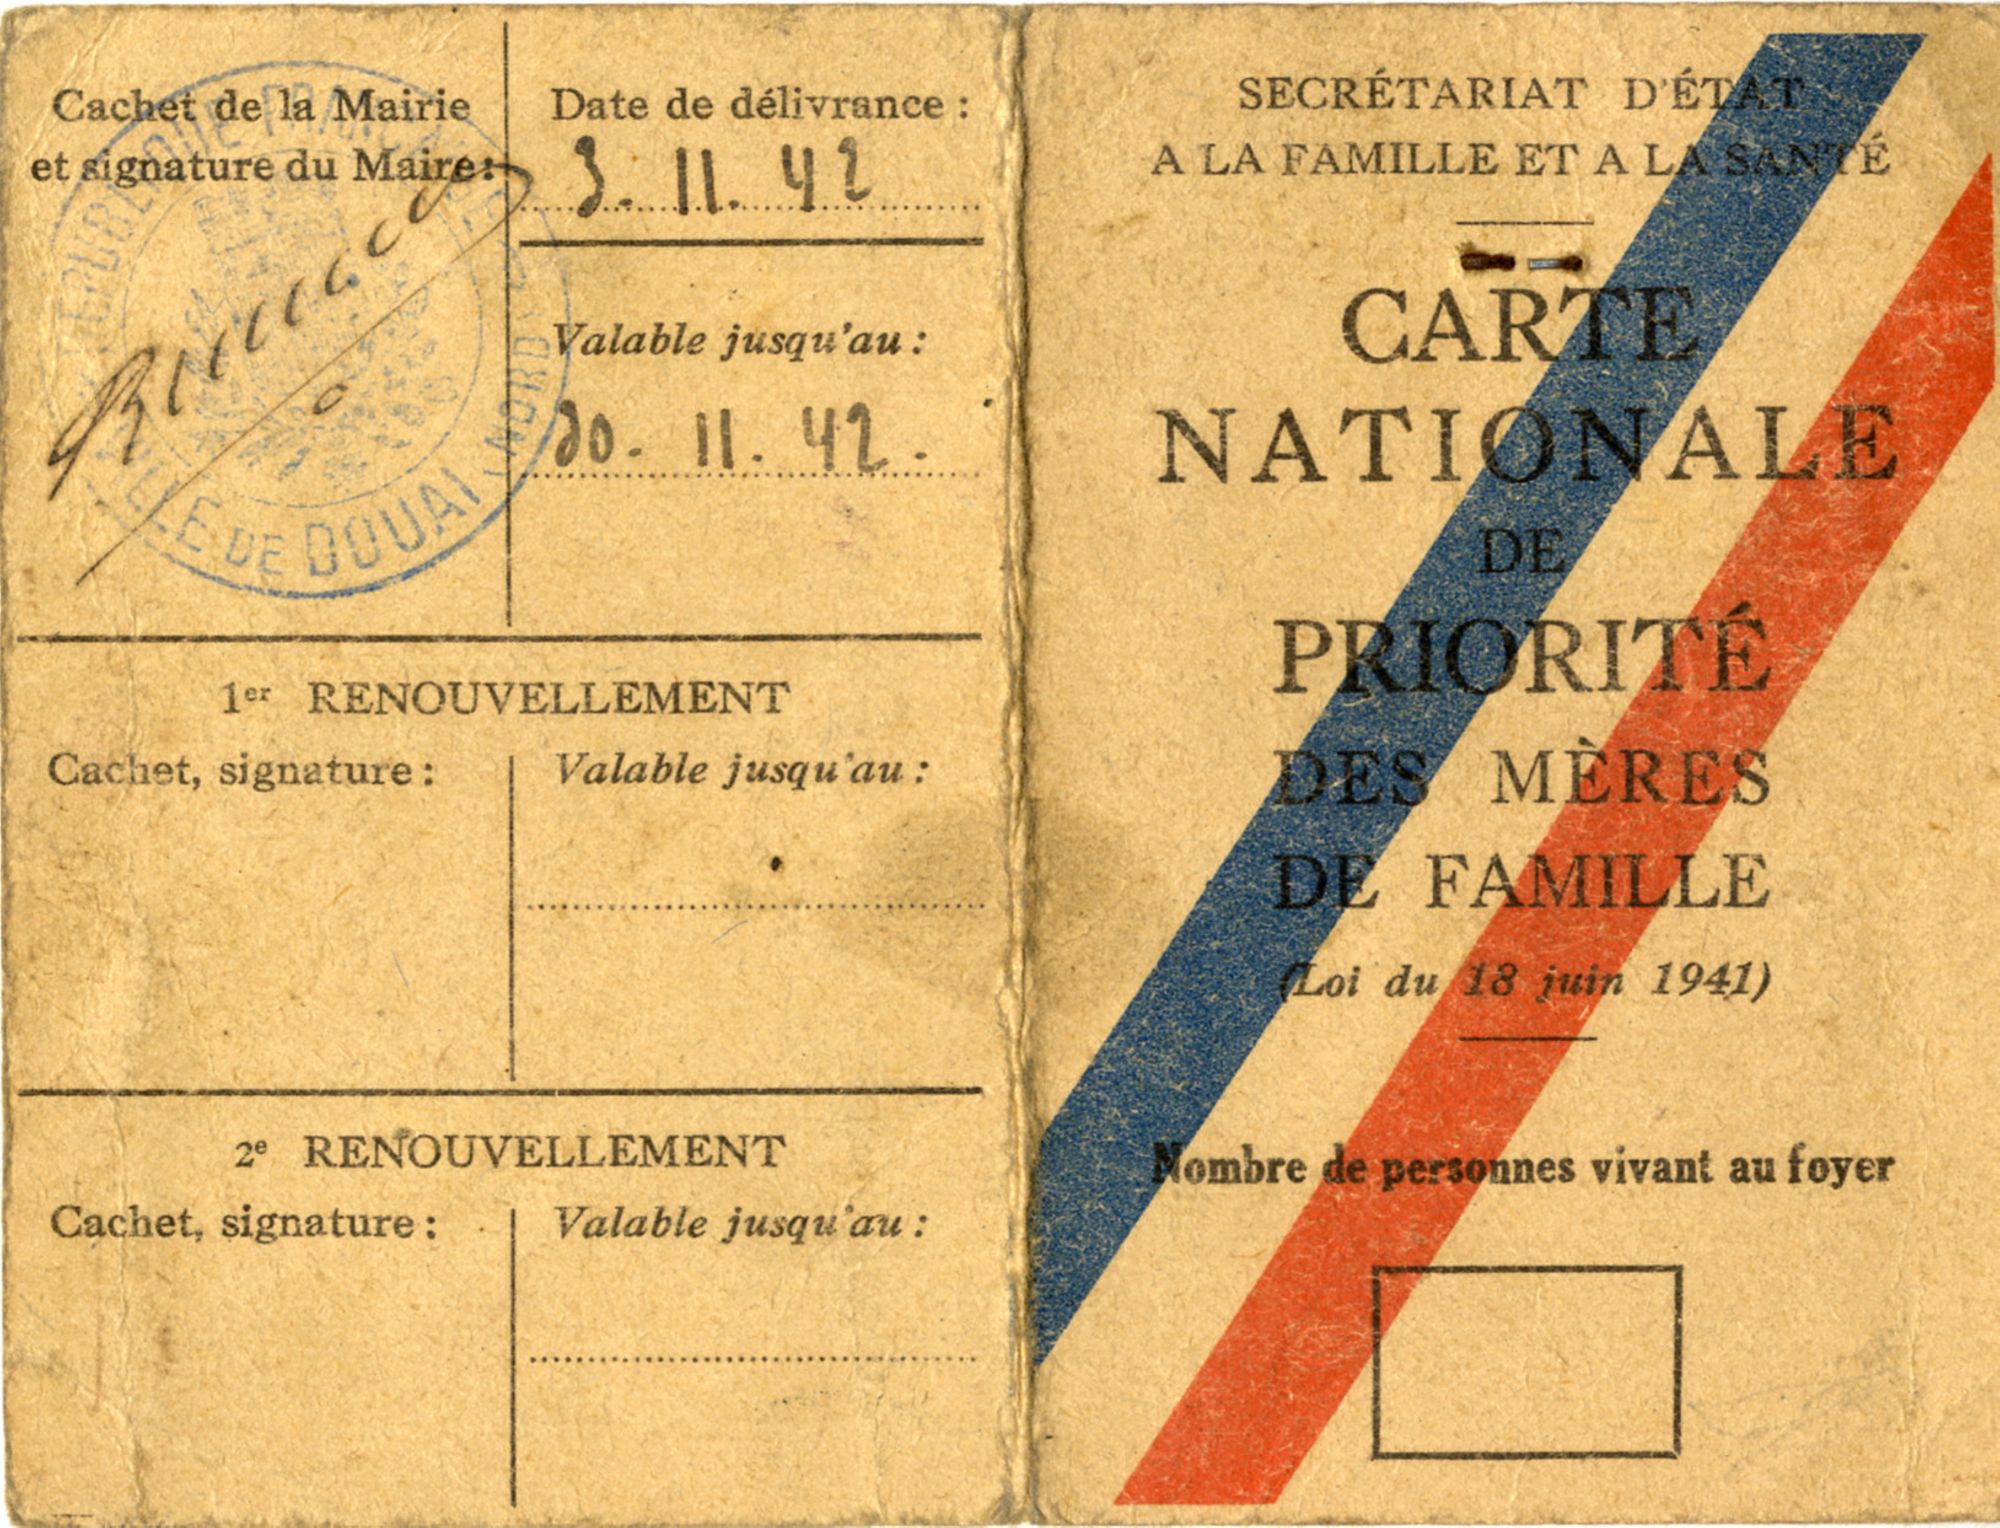 Cachet de la Mairie
et signature du Maire:
RÉPUBLIQUE FRANÇAISE
VILLE DE DOUAI (NORD)
Date de délivrance :
3. 11. 42
Valable jusqu'au :
30. 11. 42.
1er RENOUVELLEMENT
Cachet, signature :
Valable jusqu'au :
2e RENOUVELLEMENT
Cachet, signature :
Valable jusqu'au :
SECRÉTARIAT D'ÉTAT
A LA FAMILLE ET A LA SANTÉ
CARTE
NATIONALE
DE
PRIORITÉ
DES MÈRES
DE FAMILLE
(Loi du 18 juin 1941)
Nombre de personnes vivant au foyer